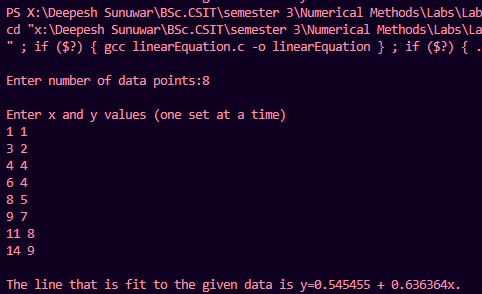 PS X:\Deepesh Sunuwar\BSc.CSIT\semester 3\Numerical Methods\Labs\Lab
cd "x:\Deepesh Sunuwar\BSc.CSIT\semester 3\Numerical Methods\Labs\La
" ; if ($?) { gcc linearEquation.c -o linearEquation } ; if ($?) { .
Enter number of data points:8
Enter x and y values (one set at a time)
1 1
3 2
4 4
6 4
8 5
9 7
11 8
14 9
The line that is fit to the given data is y=0.545455 + 0.636364x.